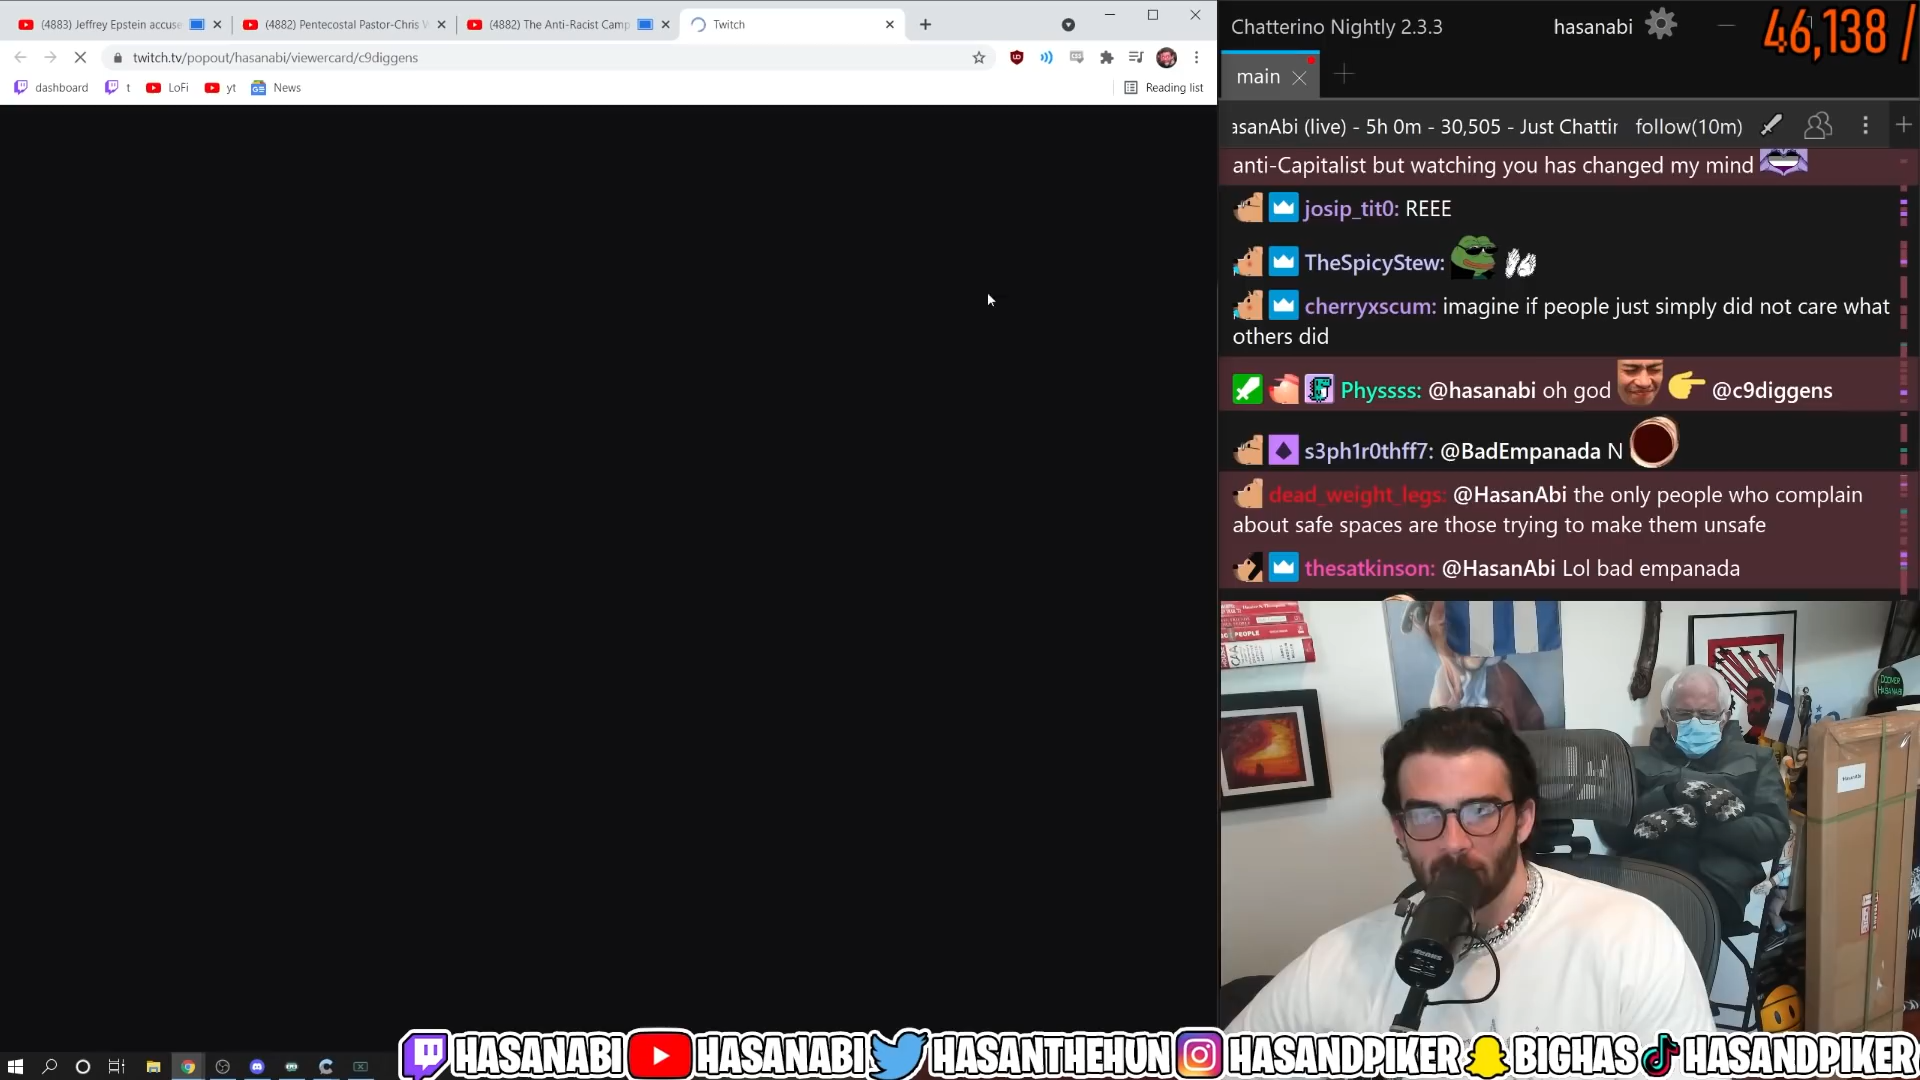 (4883) Jeffrey Epstein accuse
(4882) Pentecostal Pastor-Chris V
(4882) The Anti-Racist Camp
Twitch
twitch.tv/popout/hasanabi/viewercard/c9diggens
dashboard
t
LoFi
yt
News
Reading list
Chatterino Nightly 2.3.3
hasanabi
46,138 /
main
asanAbi (live) - 5h 0m - 30,505 - Just Chattir
follow(10m)
anti-Capitalist but watching you has changed my mind
josip_tit0: REEE
TheSpicyStew:
cherryxscum: imagine if people just simply did not care what
others did
Physsss: @hasanabi oh god @c9diggens
s3ph1r0thff7: @BadEmpanada N
dead_weight_legs: @HasanAbi the only people who complain
about safe spaces are those trying to make them unsafe
thesatkinson: @HasanAbi Lol bad empanada
PEOPLE
DOOMER
HASANABI
HASANABI
HASANABI
HASANTHEHUN
HASANDPIKER
BIGHAS
HASANDPIKER